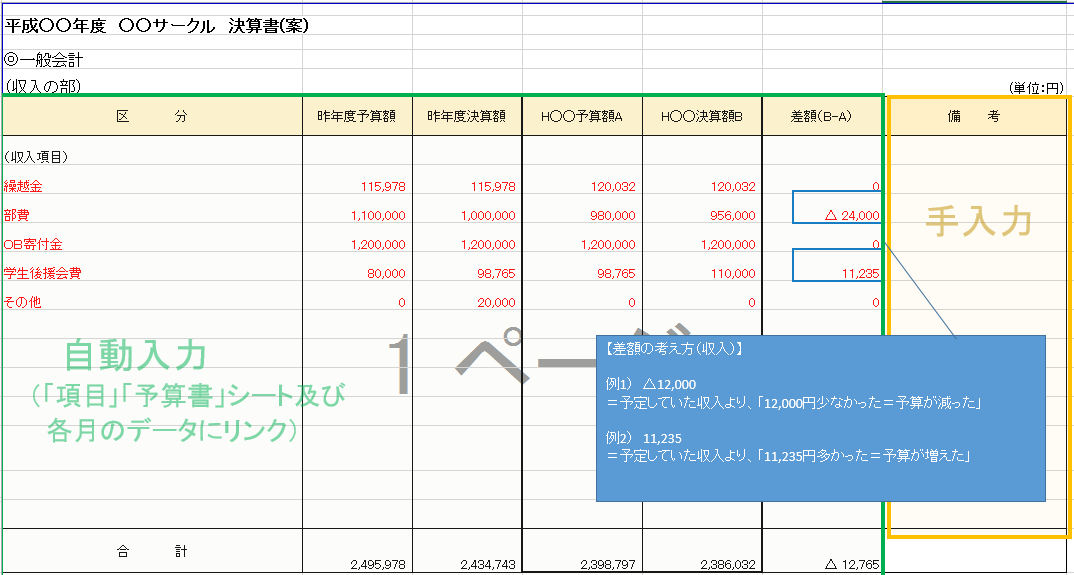 平成〇〇年度　〇〇サークル　決算書(案)
◎一般会計
(収入の部)
(単位:円)
区　　　分　昨年度予算額　昨年度決算額　H〇〇予算額A　H〇〇決算額B　差額(B-A)　備　　考
(収入項目)
繰越金　115,978　115,978　120,032　120,032　0
部費　1,100,000　1,000,000　980,000　956,000　△ 24,000
OB寄付金　1,200,000　1,200,000　1,200,000　1,200,000　0
学生後援会費　80,000　98,765　98,765　110,000　11,235
その他　0　20,000　0　0　0
手入力
1 ページ
自動入力
(「項目」「予算書」シート及び
各月のデータにリンク)
【差額の考え方(収入)】
例1)　△12,000
＝予定していた収入より、「12,000円少なかった＝予算が減った」
例2)　11,235
＝予定していた収入より、「11,235円多かった＝予算が増えた」
合　　　計　2,495,978　2,434,743　2,398,797　2,386,032　△ 12,765